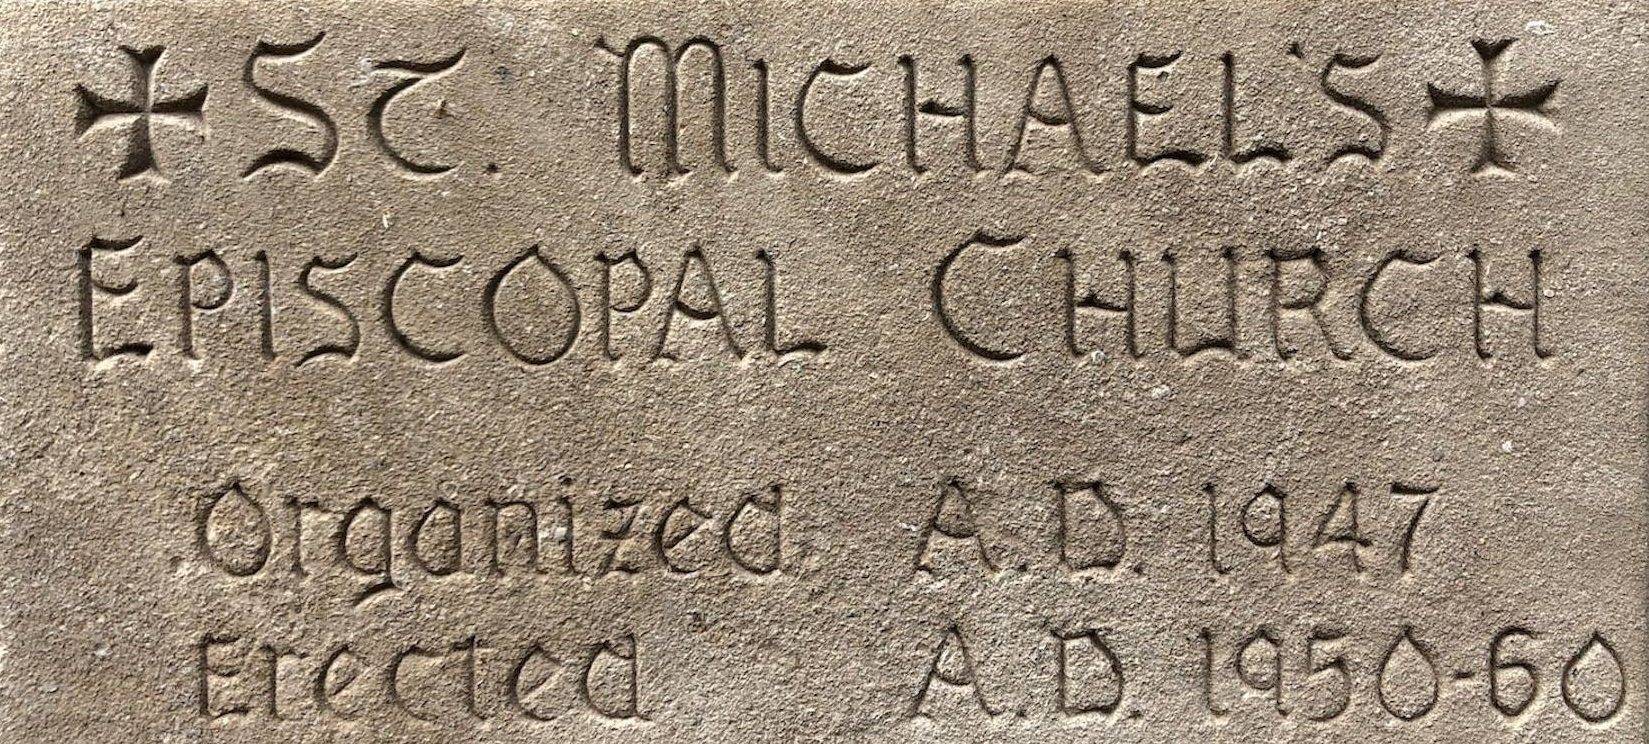 ✠ St. Michael's ✠
Episcopal Church
Organized A.D. 1947
Erected A.D. 1950-60